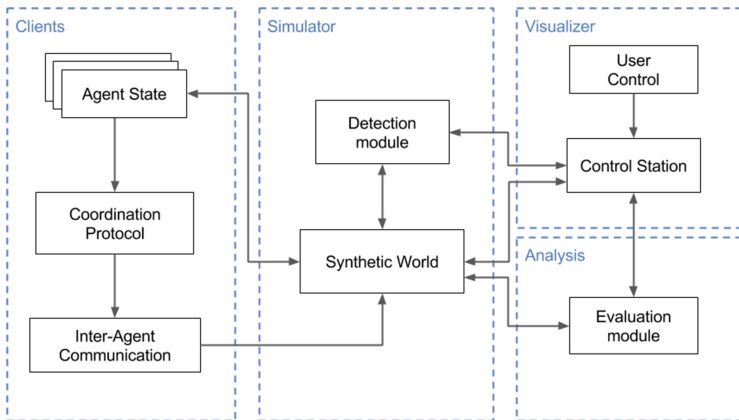 Clients
Agent State
Coordination
Protocol
Inter-Agent
Communication
Simulator
Detection
module
Synthetic World
Visualizer
User
Control
Control Station
Analysis
Evaluation
module